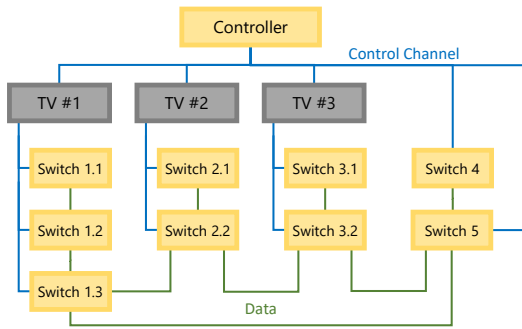 Controller
Control Channel
TV #1
TV #2
TV #3
Switch 1.1
Switch 2.1
Switch 3.1
Switch 4
Switch 1.2
Switch 2.2
Switch 3.2
Switch 5
Switch 1.3
Data